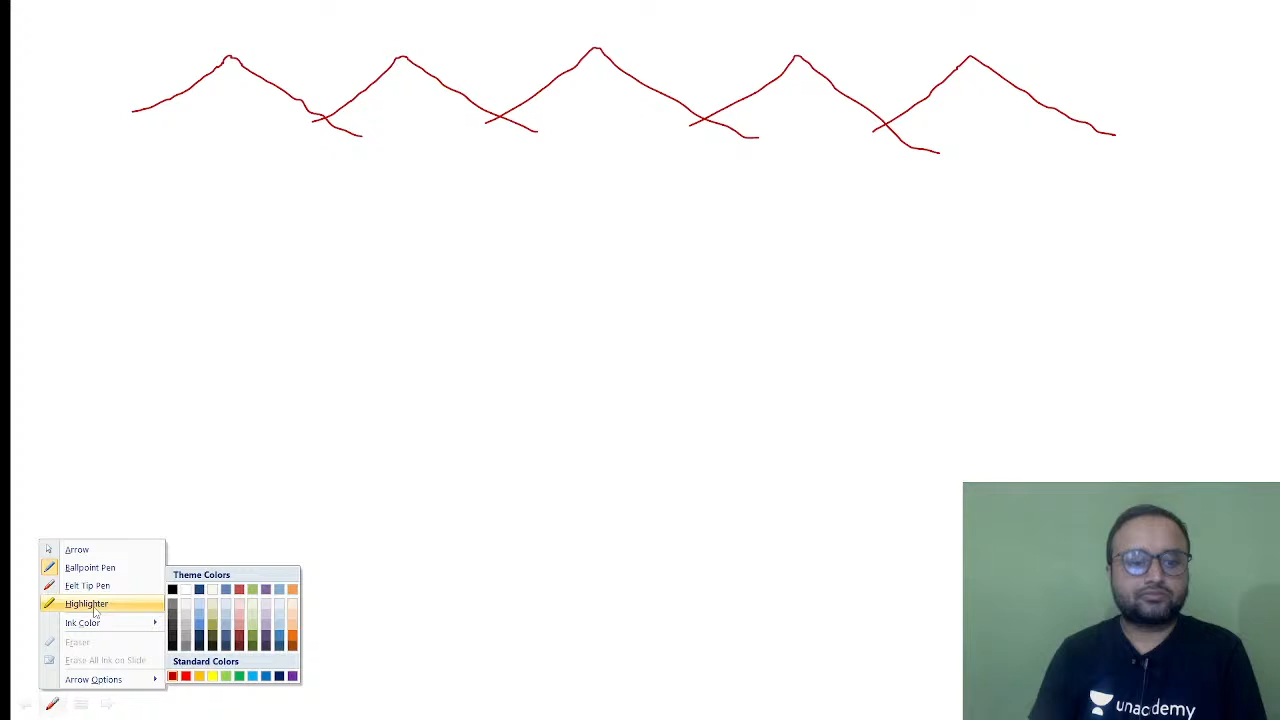 Arrow
Ballpoint Pen
Felt Tip Pen
Highlighter
Ink Color
Eraser
Erase All Ink on Slide
Arrow Options
Theme Colors
Standard Colors
unacademy